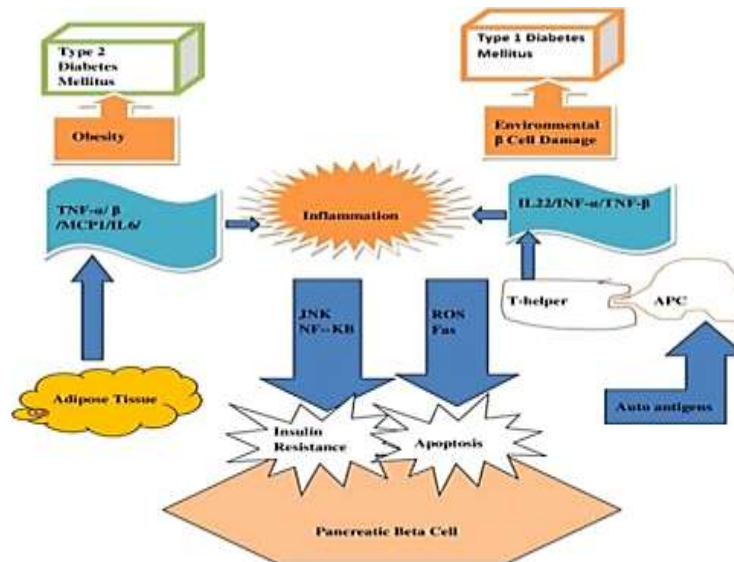 Type 2
Diabetes
Mellitus
Type 1 Diabetes
Mellitus
Obesity
Environmental
β Cell Damage
TNF-α/ β
/MCP1/IL6/
Inflammation
IL22/INF-α/TNF-β
T-helper
APC
JNK
NF--KB
ROS
Fas
Adipose Tissue
Auto antigens
Insulin
Resistance
Apoptosis
Pancreatic Beta Cell